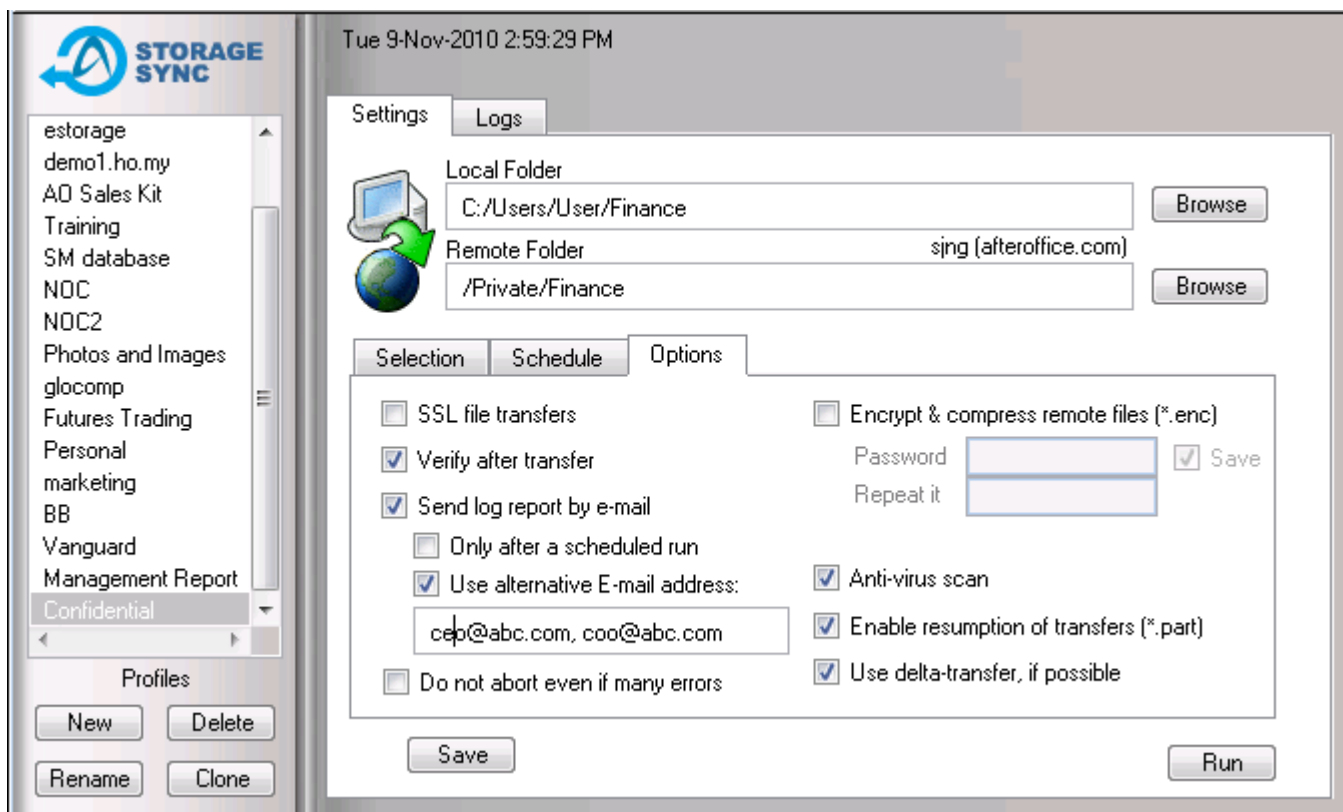 STORAGE
SYNC
Tue 9-Nov-2010 2:59:29 PM
estorage
demo1.ho.my
AO Sales Kit
Training
SM database
NOC
NOC2
Photos and Images
glocomp
Futures Trading
Personal
marketing
BB
Vanguard
Management Report
Confidential
Profiles
New
Delete
Rename
Clone
Settings
Logs
Local Folder
C:/Users/User/Finance
Browse
Remote Folder
sjng (afteroffice.com)
/Private/Finance
Browse
Selection
Schedule
Options
SSL file transfers
Verify after transfer
Send log report by e-mail
Only after a scheduled run
Use alternative E-mail address:
ceo@abc.com, coo@abc.com
Do not abort even if many errors
Encrypt & compress remote files (*.enc)
Password
Save
Repeat it
Anti-virus scan
Enable resumption of transfers (*.part)
Use delta-transfer, if possible
Save
Run